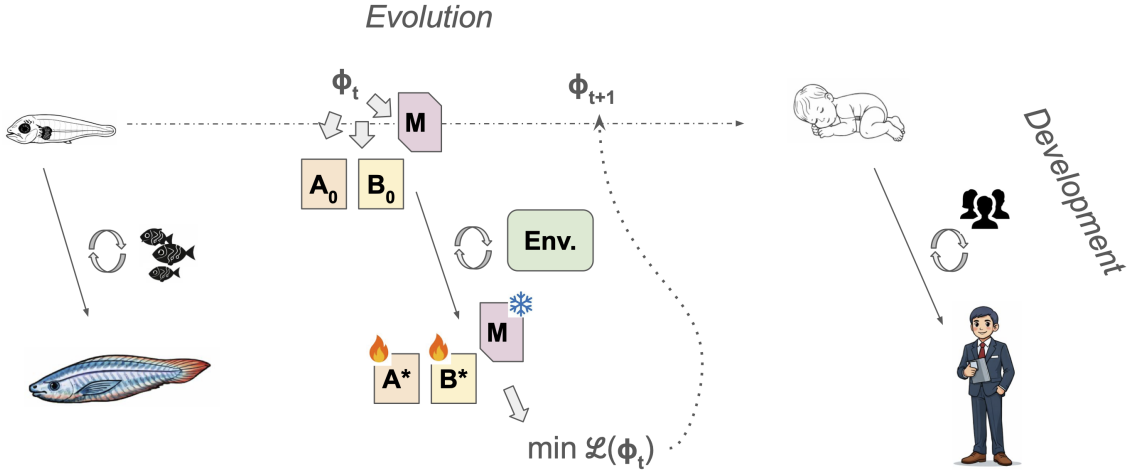 Evolution
ϕt
ϕt+1
M
A0
B0
Development
Env.
M
A*
B*
min ℒ(ϕt)